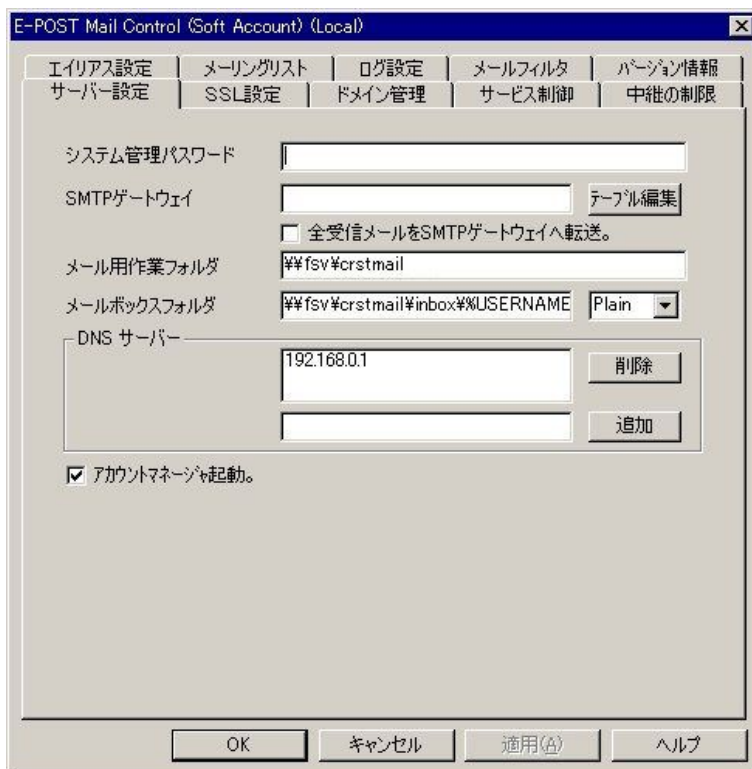 E-POST Mail Control (Soft Account) (Local)
エイリアス設定 メーリングリスト ログ設定 メールフィルタ バージョン情報
サーバー設定 SSL設定 ドメイン管理 サービス制御 中継の制限
システム管理パスワード
SMTPゲートウェイ テーブル編集
全受信メールをSMTPゲートウェイへ転送。
メール用作業フォルダ ¥¥fsv¥crstmail
メールボックスフォルダ ¥¥fsv¥crstmail¥inbox¥%USERNAME Plain
DNS サーバー
192.168.0.1 削除
追加
アカウントマネージャ起動。
OK キャンセル 適用(A) ヘルプ